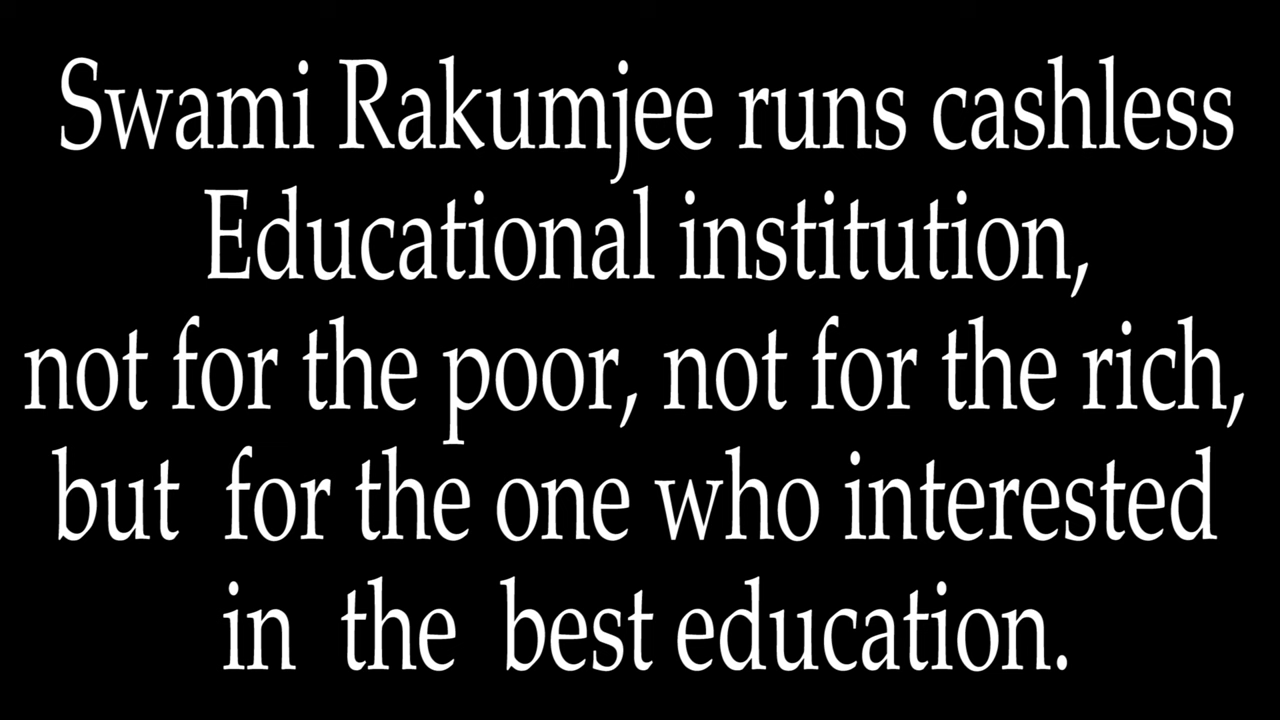 Swami Rakumjee runs cashless
Educational institution,
not for the poor, not for the rich,
but for the one who interested
in the best education.